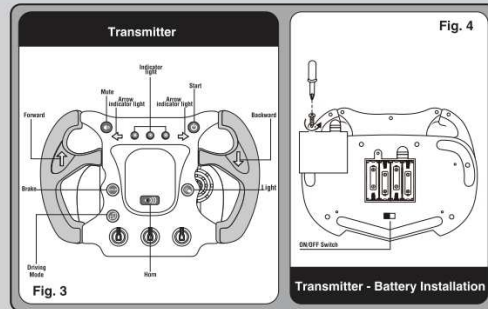 Transmitter
Indicator
light
Mute
Start
Arrow
indicator light
Arrow
indicator light
Forward
Backward
Brake
Light
Driving
Mode
Horn
Fig. 3
Fig. 4
ON/OFF Switch
Transmitter - Battery Installation